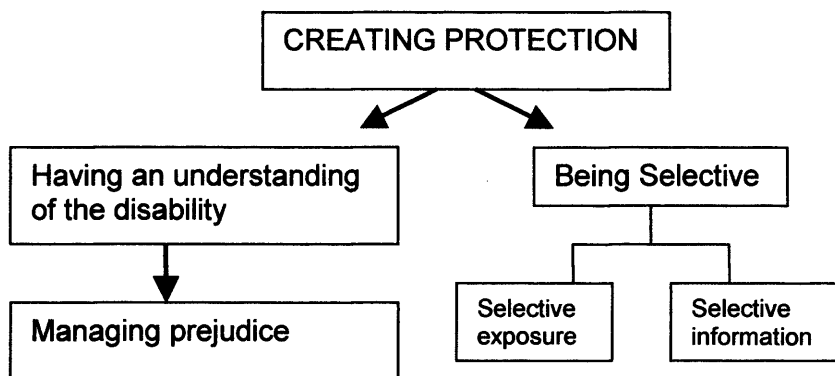 CREATING PROTECTION
Having an understanding
of the disability
Being Selective
Managing prejudice
Selective
exposure
Selective
information